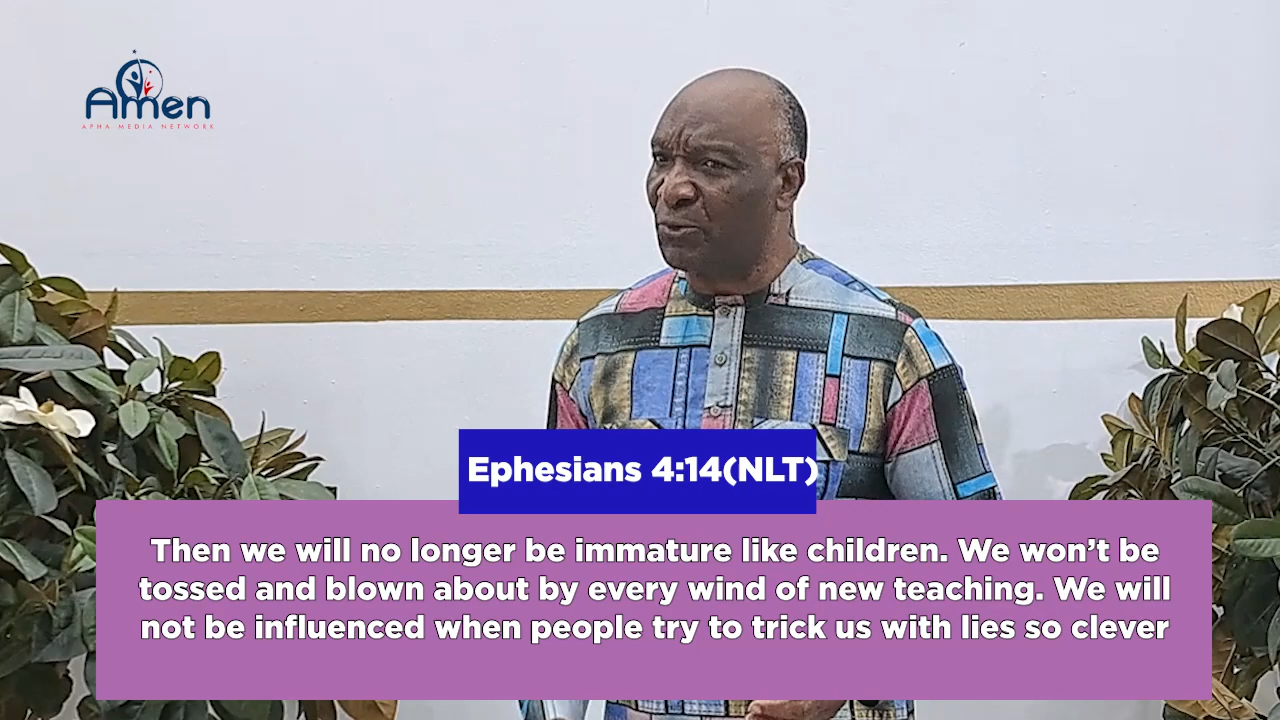 Amen
APHA MEDIA NETWORK
Ephesians 4:14(NLT)
Then we will no longer be immature like children. We won’t be
tossed and blown about by every wind of new teaching. We will
not be influenced when people try to trick us with lies so clever